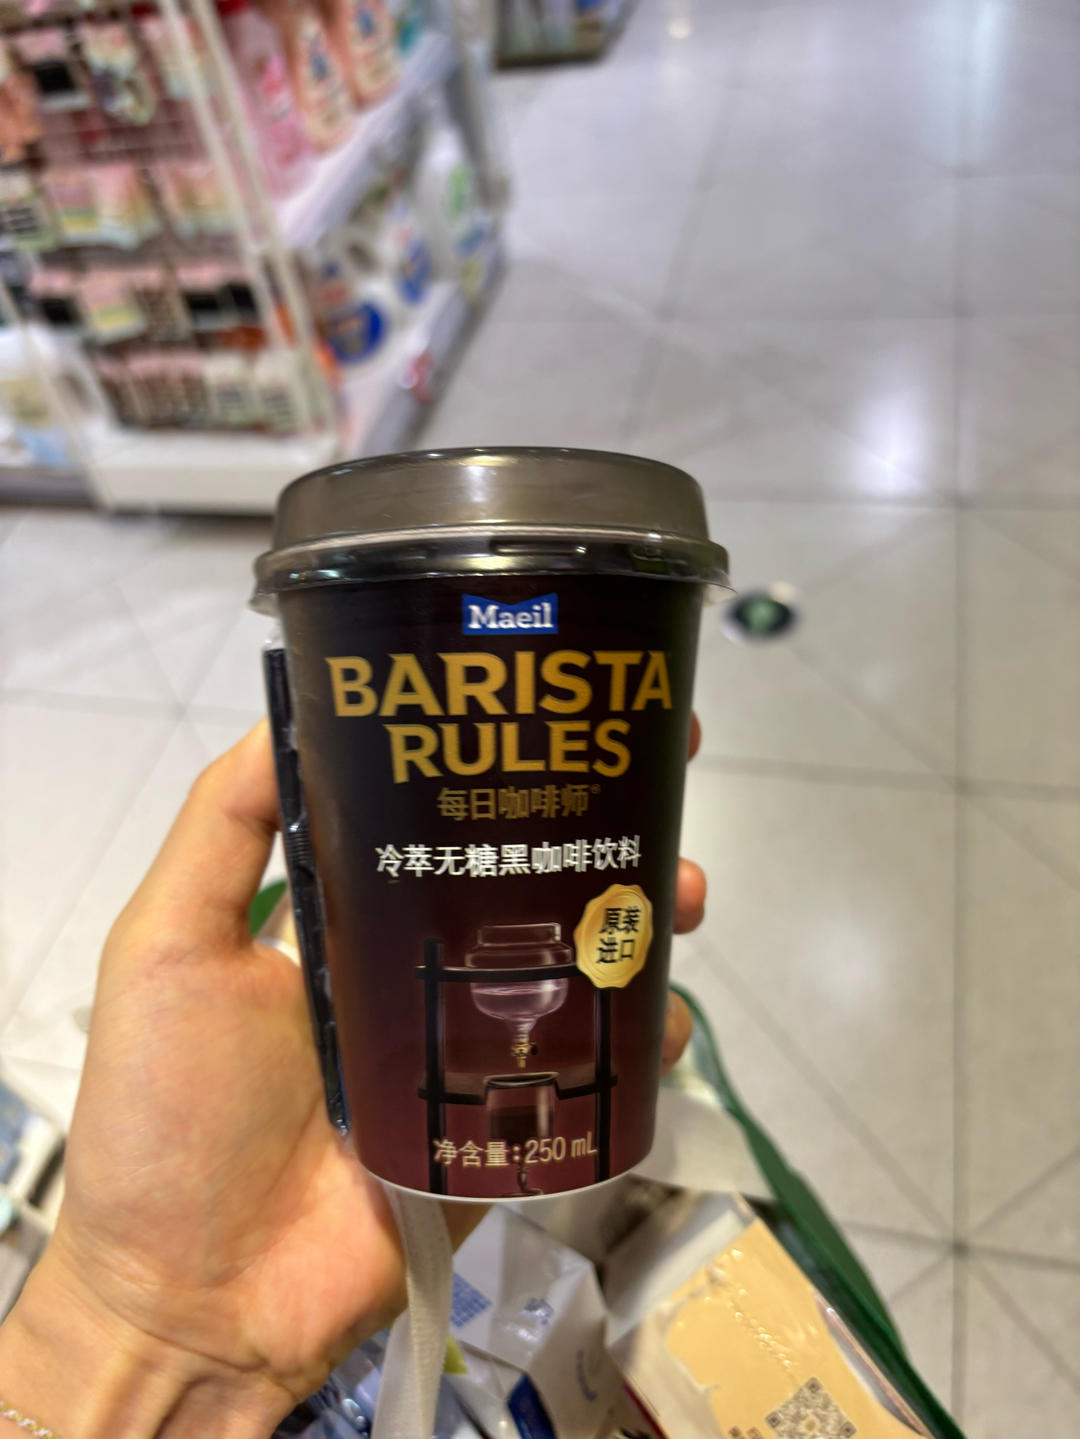 Maeil
BARISTA
RULES
每日咖啡师®
冷萃无糖黑咖啡饮料
原装
进口
净含量:250 mL